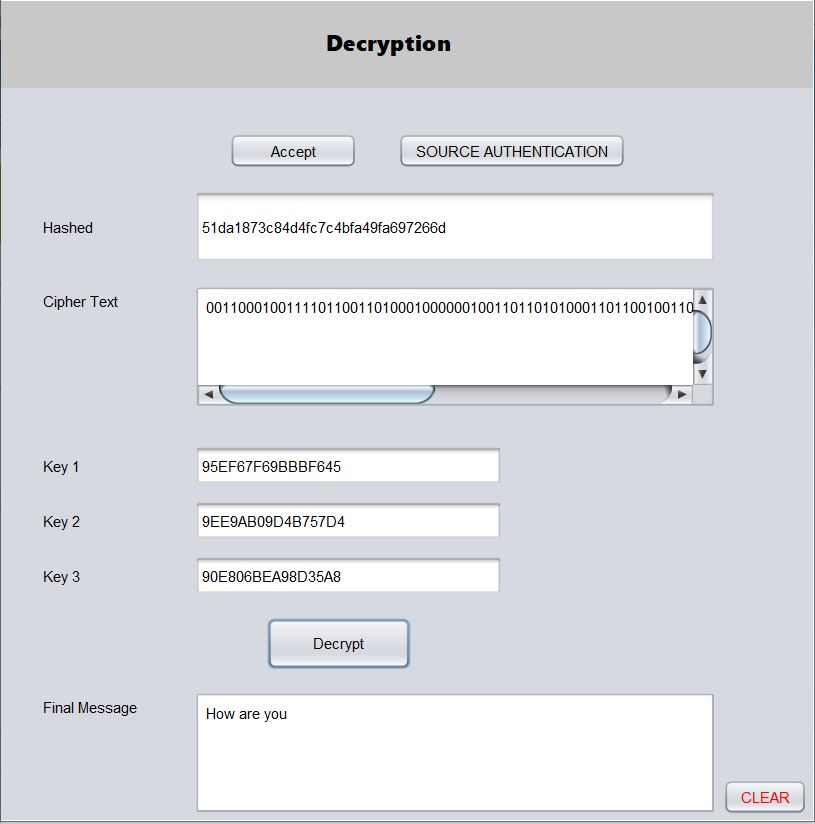 Decryption
Accept
SOURCE AUTHENTICATION
Hashed
51da1873c84d4fc7c4bfa49fa697266d
Cipher Text
0011000100111101100110100010000001001101101010001101100100110
Key 1
95EF67F69BBBF645
Key 2
9EE9AB09D4B757D4
Key 3
90E806BEA98D35A8
Decrypt
Final Message
How are you
CLEAR